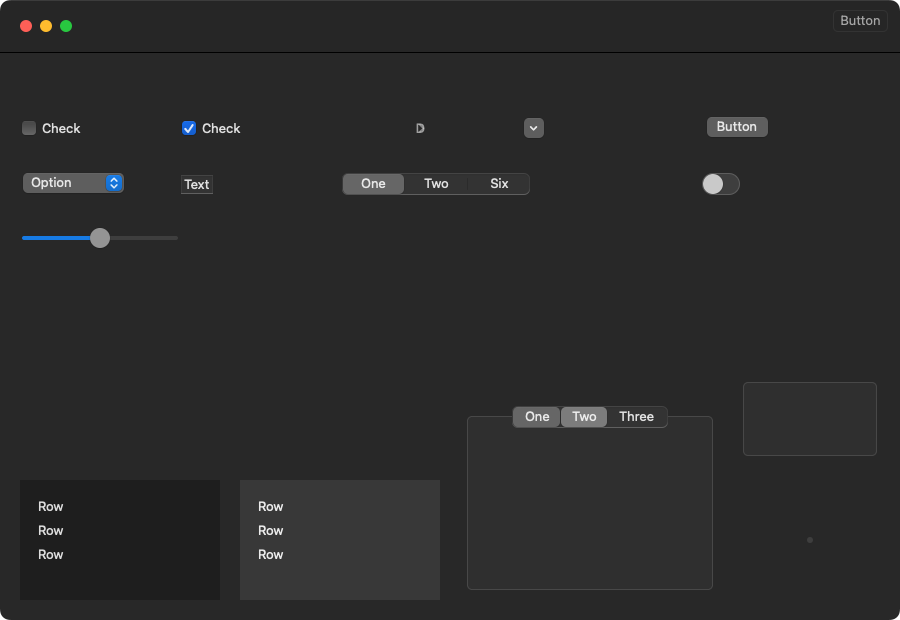 Button
Check
Check
D
Button
Option
Text
One
Two
Six
One
Two
Three
Row
Row
Row
Row
Row
Row